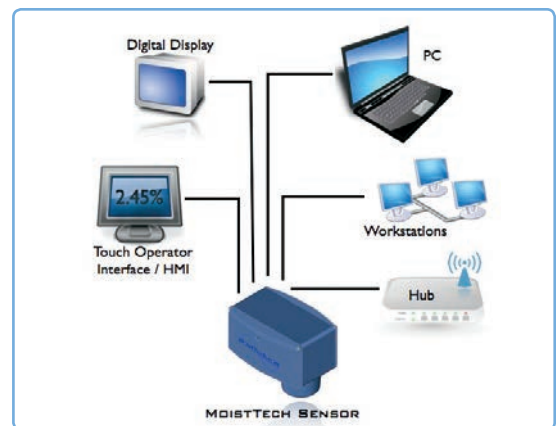 Digital Display
PC
2.45%
Touch Operator
Interface / HMI
Workstations
Hub
MoistTech Sensor